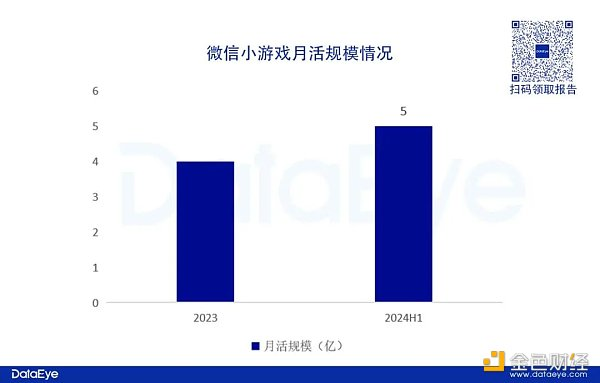 微信小游戏月活规模情况
DataEye
扫码领取报告
6
5
4
3
2
1
0
5
DataEye
2023
2024H1
月活规模（亿）
DataEye
金色财经
www.dataeye.com